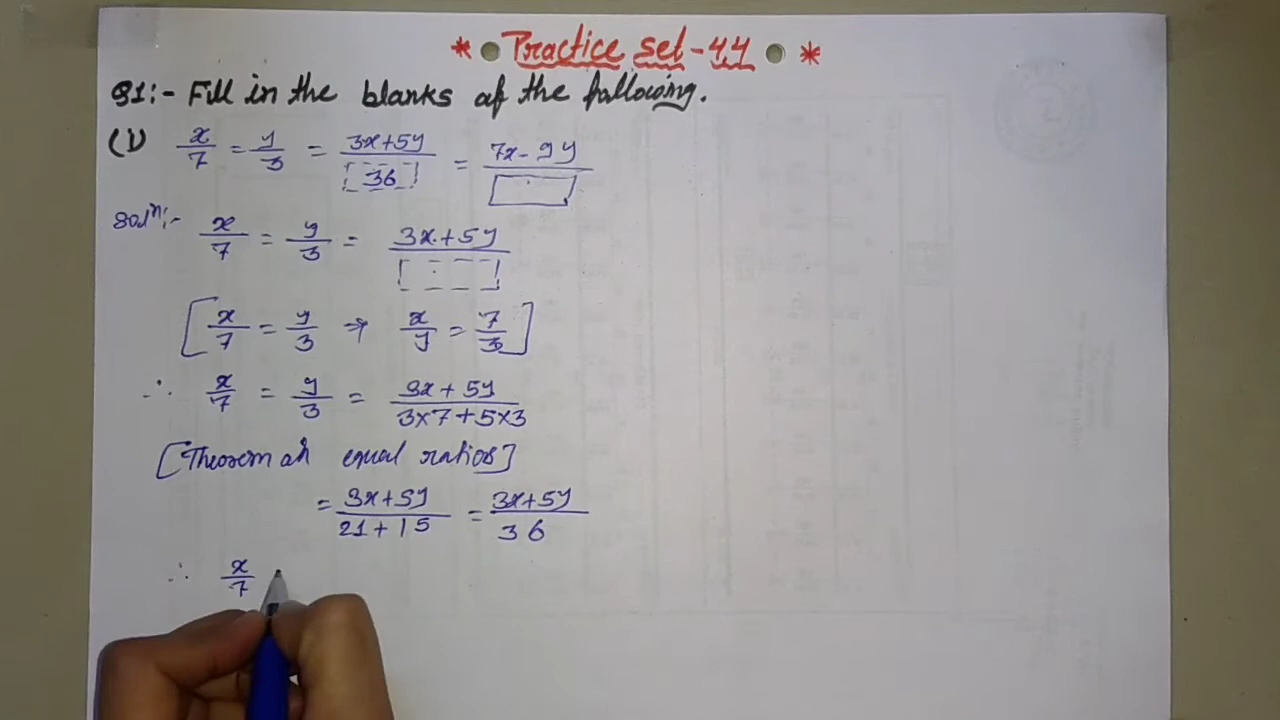 * Practice set - 4.4 *
Q1:- Fill in the blanks of the following.
(1) x/7 = y/3 = 3x+5y/[36] = 7x-9y/[ ]
Solⁿ:- x/7 = y/3 = 3x+5y/[ ]
[x/7 = y/3 ⇒ x/y = 7/3]
∴ x/7 = y/3 = 3x+5y/3×7+5×3
[Theorem of equal ratios]
= 3x+5y/21+15 = 3x+5y/36
∴ x/7